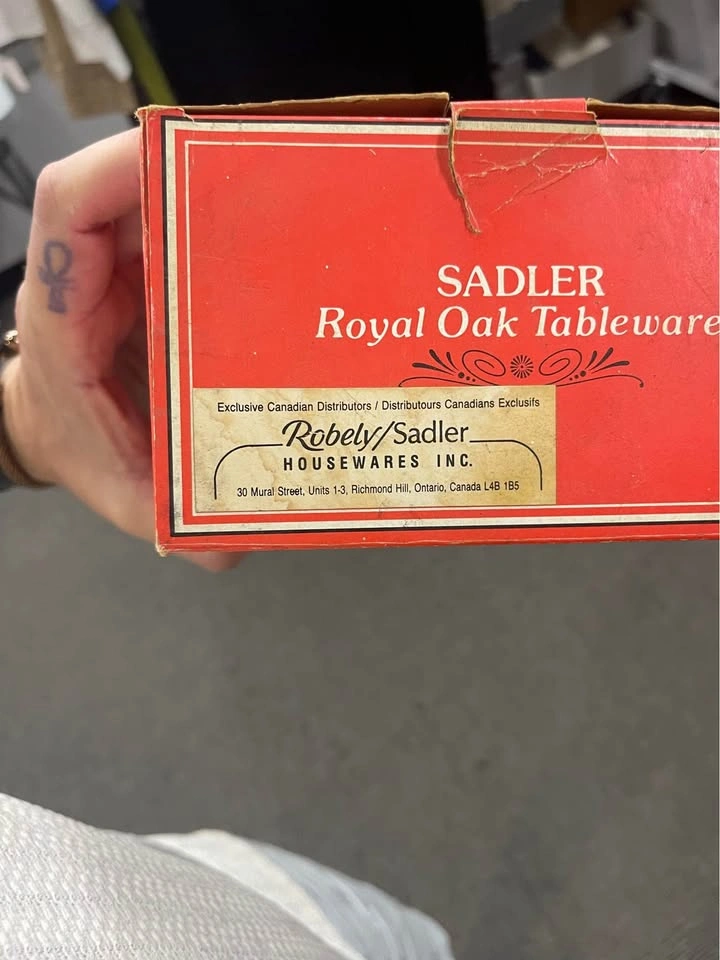 SADLER
Royal Oak Tableware
Exclusive Canadian Distributors / Distributours Canadians Exclusifs
Robely/Sadler
HOUSEWARES INC.
30 Mural Street, Units 1-3, Richmond Hill, Ontario, Canada L4B 1B5